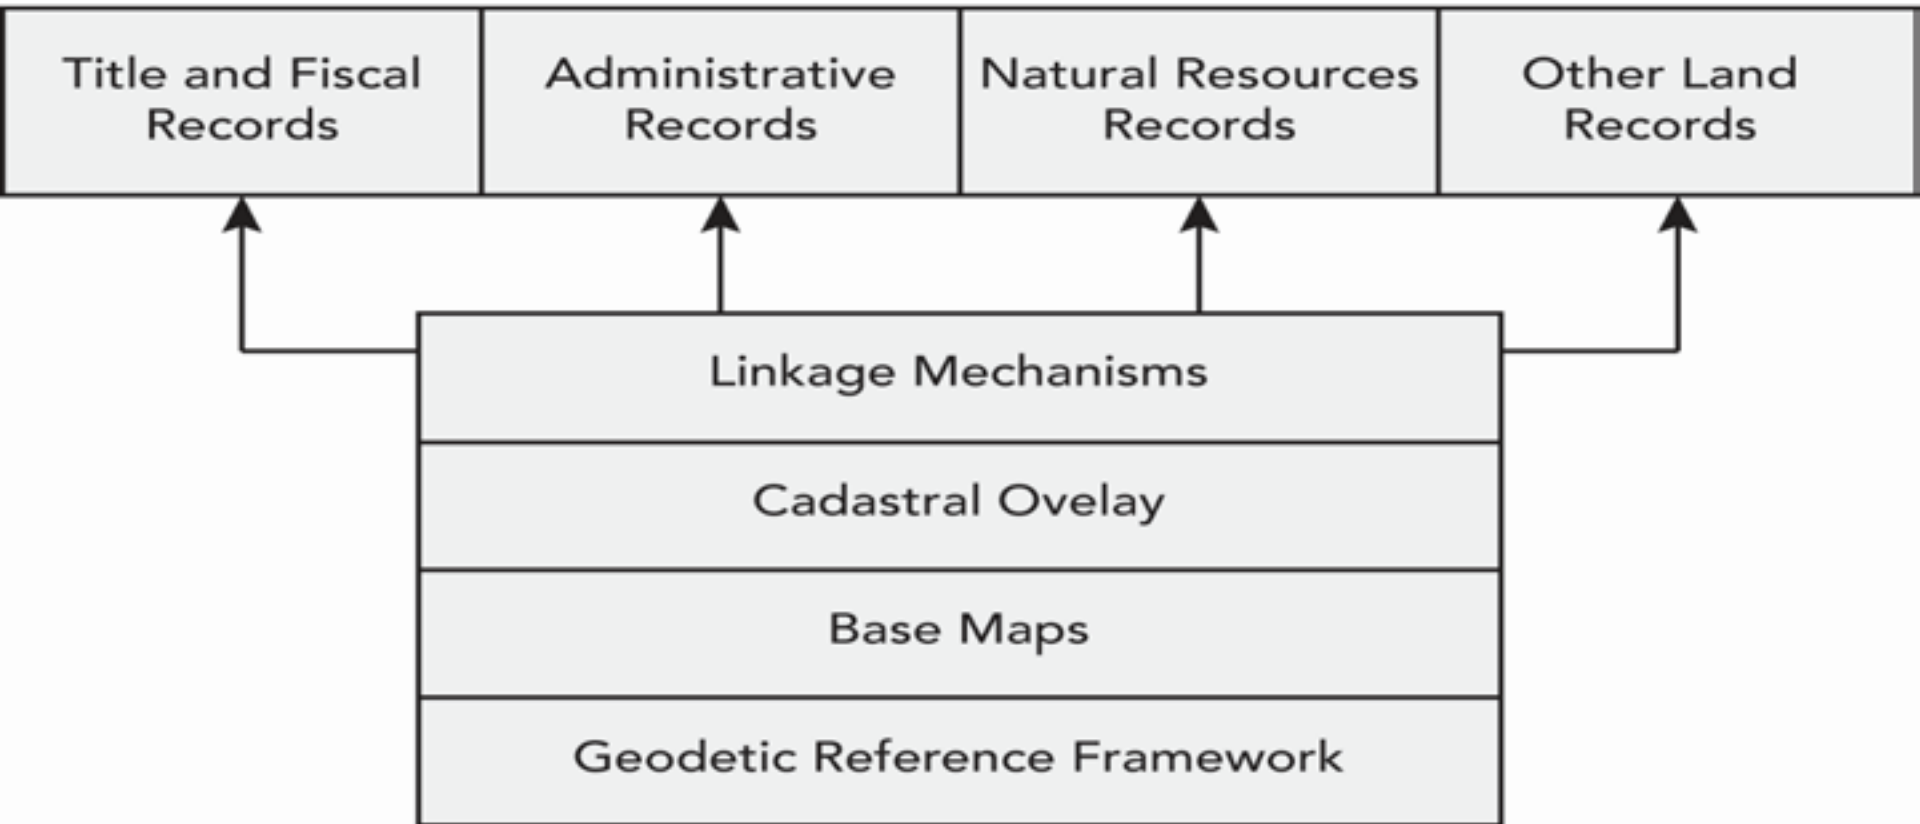 Title and Fiscal
Records
Administrative
Records
Natural Resources
Records
Other Land
Records
Linkage Mechanisms
Cadastral Ovelay
Base Maps
Geodetic Reference Framework